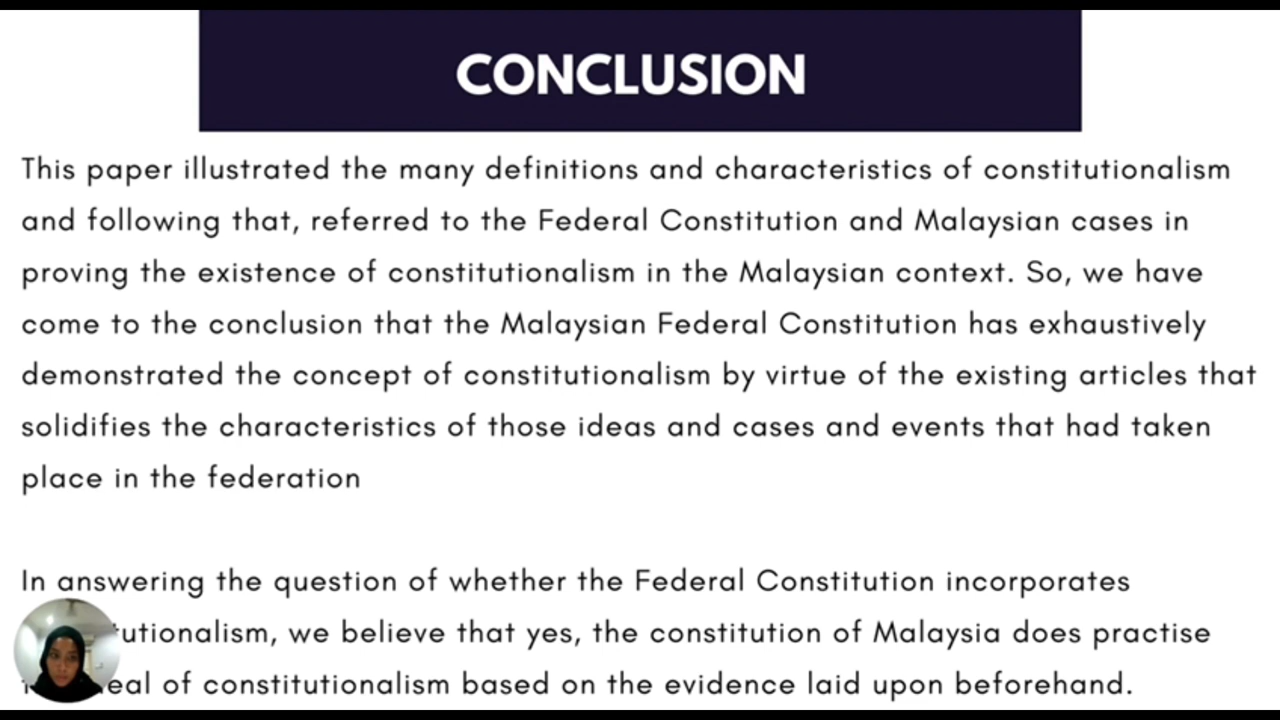 CONCLUSION
This paper illustrated the many definitions and characteristics of constitutionalism
and following that, referred to the Federal Constitution and Malaysian cases in
proving the existence of constitutionalism in the Malaysian context. So, we have
come to the conclusion that the Malaysian Federal Constitution has exhaustively
demonstrated the concept of constitutionalism by virtue of the existing articles that
solidifies the characteristics of those ideas and cases and events that had taken
place in the federation
In answering the question of whether the Federal Constitution incorporates
tutionalism, we believe that yes, the constitution of Malaysia does practise
eal of constitutionalism based on the evidence laid upon beforehand.